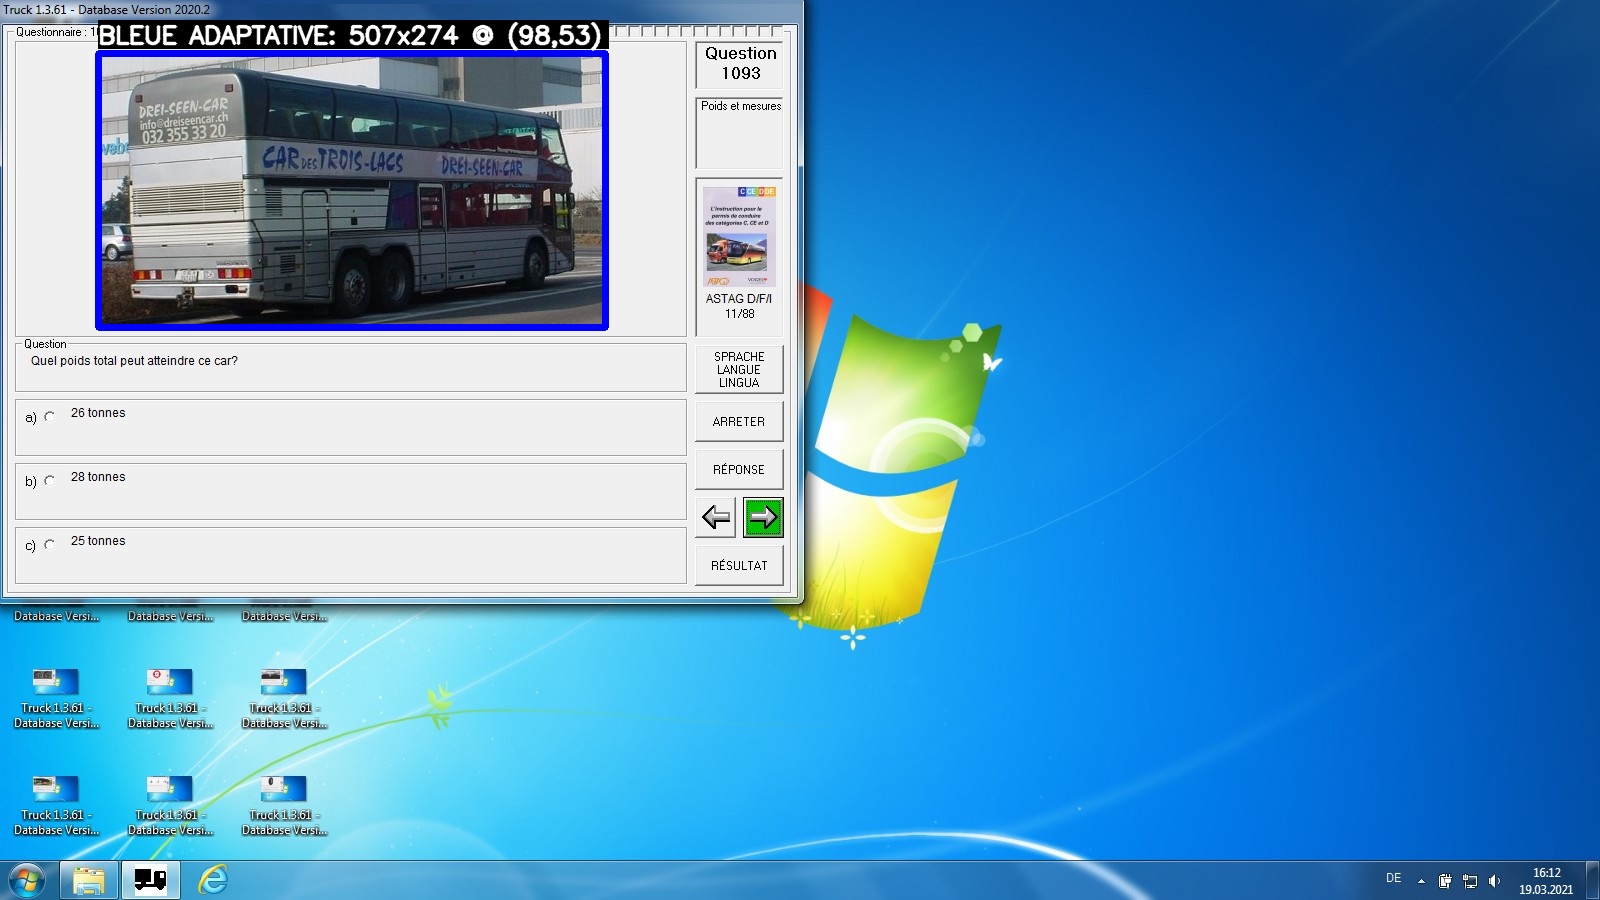 Truck 1.3.61 - Database Version 2020.2
Questionnaire : 1
BLEUE ADAPTATIVE: 507x274 @ (98,53)
DREI-SEEN-CAR
info@dreiseencar.ch
032 355 33 20
CAR DES TROIS-LACS DREI-SEEN-CAR
Question
1093
Poids et mesures
C CE D DE
L'instruction pour le
permis de conduire
des catégories C, CE et D
ASTAG D/F/I
11/88
Question
Quel poids total peut atteindre ce car?
a) 26 tonnes
b) 28 tonnes
c) 25 tonnes
SPRACHE
LANGUE
LINGUA
ARRETER
RÉPONSE
RÉSULTAT
Database Versi... Database Versi... Database Versi...
Truck 1.3.61 - Truck 1.3.61 - Truck 1.3.61 -
Database Versi... Database Versi... Database Versi...
Truck 1.3.61 - Truck 1.3.61 - Truck 1.3.61 -
Database Versi... Database Versi... Database Versi...
DE
16:12
19.03.2021